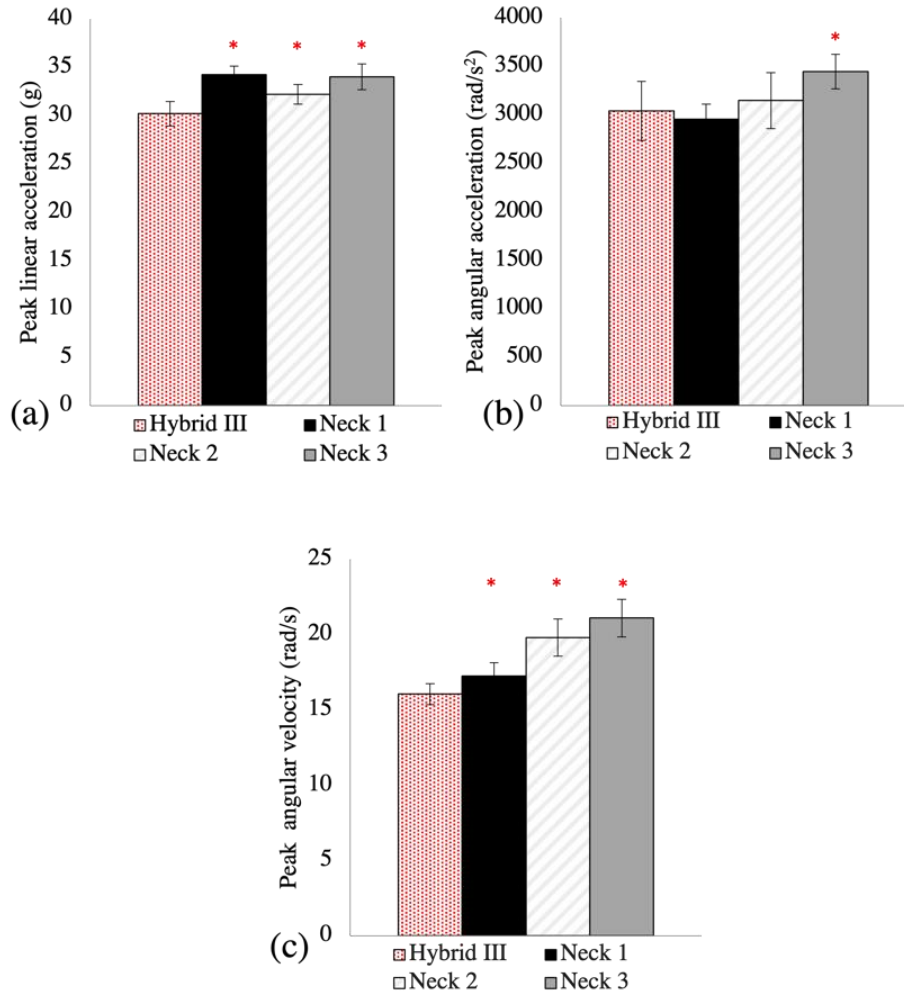 Peak linear acceleration (g)
40
35
30
25
20
15
10
5
0
* * *
(a)
Hybrid III Neck 1
Neck 2 Neck 3
Peak angular acceleration (rad/s²)
4000
3500
3000
2500
2000
1500
1000
500
0
*
(b)
Hybrid III Neck 1
Neck 2 Neck 3
Peak angular velocity (rad/s)
25
20
15
10
5
0
* * *
(c)
Hybrid III Neck 1
Neck 2 Neck 3